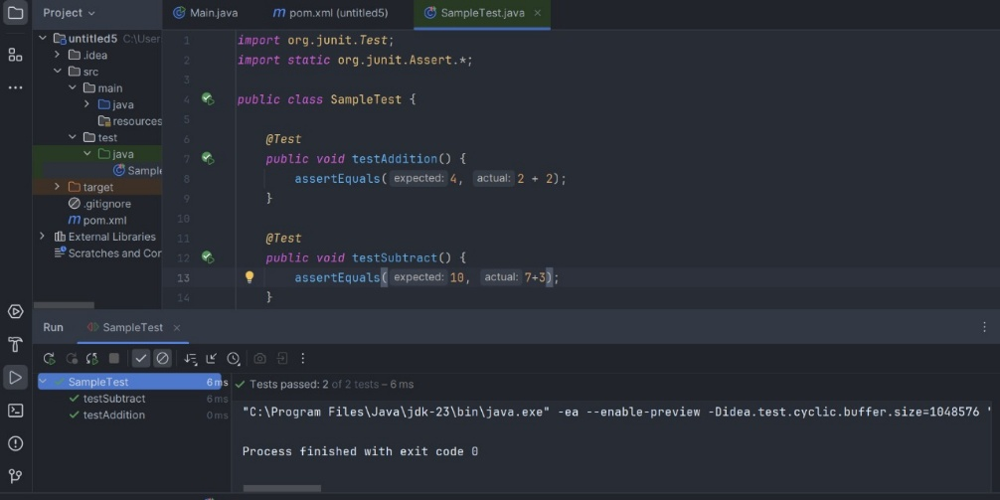 Project
Main.java
pom.xml (untitled5)
SampleTest.java
untitled5 C:\User
.idea
src
main
java
resources
test
java
Sample
target
.gitignore
pom.xml
External Libraries
Scratches and Cor
1 import org.junit.Test;
2 import static org.junit.Assert.*;
3
4 public class SampleTest {
5
6 @Test
7 public void testAddition() {
8 assertEquals( expected: 4, actual: 2 + 2);
9 }
10
11 @Test
12 public void testSubtract() {
13 assertEquals( expected: 10, actual: 7+3);
14 }
Run SampleTest
SampleTest 6 ms
testSubtract 6 ms
testAddition 0 ms
Tests passed: 2 of 2 tests – 6 ms
"C:\Program Files\Java\jdk-23\bin\java.exe" -ea --enable-preview -Didea.test.cyclic.buffer.size=1048576
Process finished with exit code 0